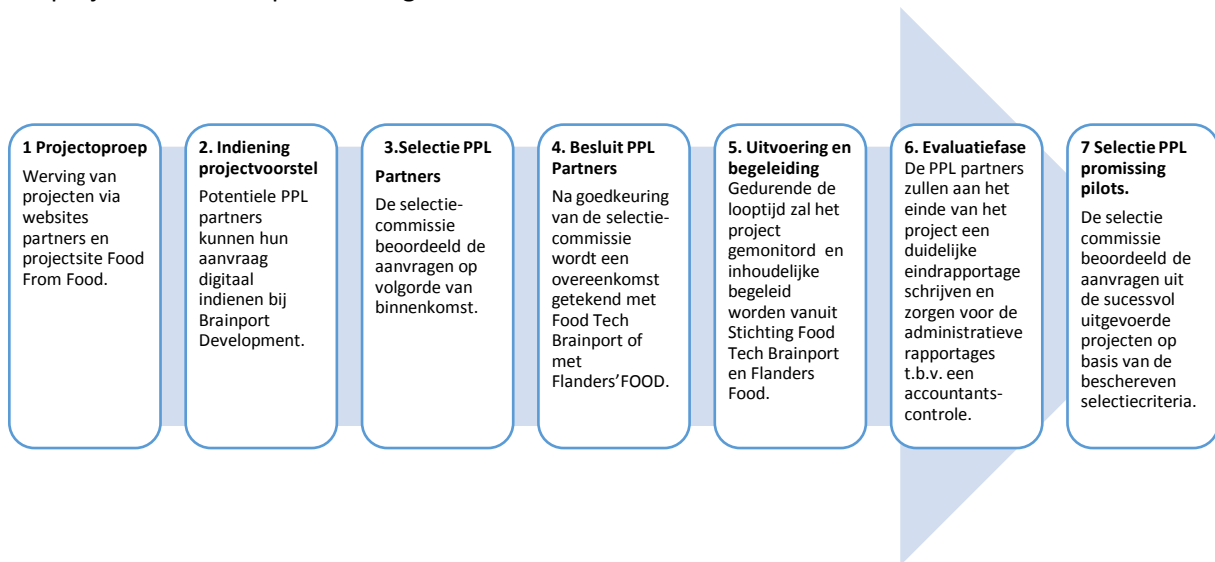 1 Projectoproep
Werving van
projecten via
websites
partners en
projectsite Food
From Food.
2. Indiening
projectvoorstel
Potentiele PPL
partners
kunnen hun
aanvraag
digitaal
indienen bij
Brainport
Development.
3.Selectie PPL
Partners
De selectie-
commissie
beoordeeld de
aanvragen op
volgorde van
binnenkomst.
4. Besluit PPL
Partners
Na goedkeuring
van de selectie-
commissie
wordt een
overeenkomst
getekend met
Food Tech
Brainport of
met
Flanders’FOOD.
5. Uitvoering en
begeleiding
Gedurende de
looptijd zal het
project
gemonitord en
inhoudelijke
begeleid
worden vanuit
Stichting Food
Tech Brainport
en Flanders
Food.
6. Evaluatiefase
De PPL partners
zullen aan het
einde van het
project een
duidelijke
eindrapportage
schrijven en
zorgen voor de
administratieve
rapportages
t.b.v. een
accountants-
controle.
7 Selectie PPL
promissing
pilots.
De selectie
commissie
beoordeeld de
aanvragen uit
de sucessvol
uitgevoerde
projecten op
basis van de
beschereven
selectiecriteria.